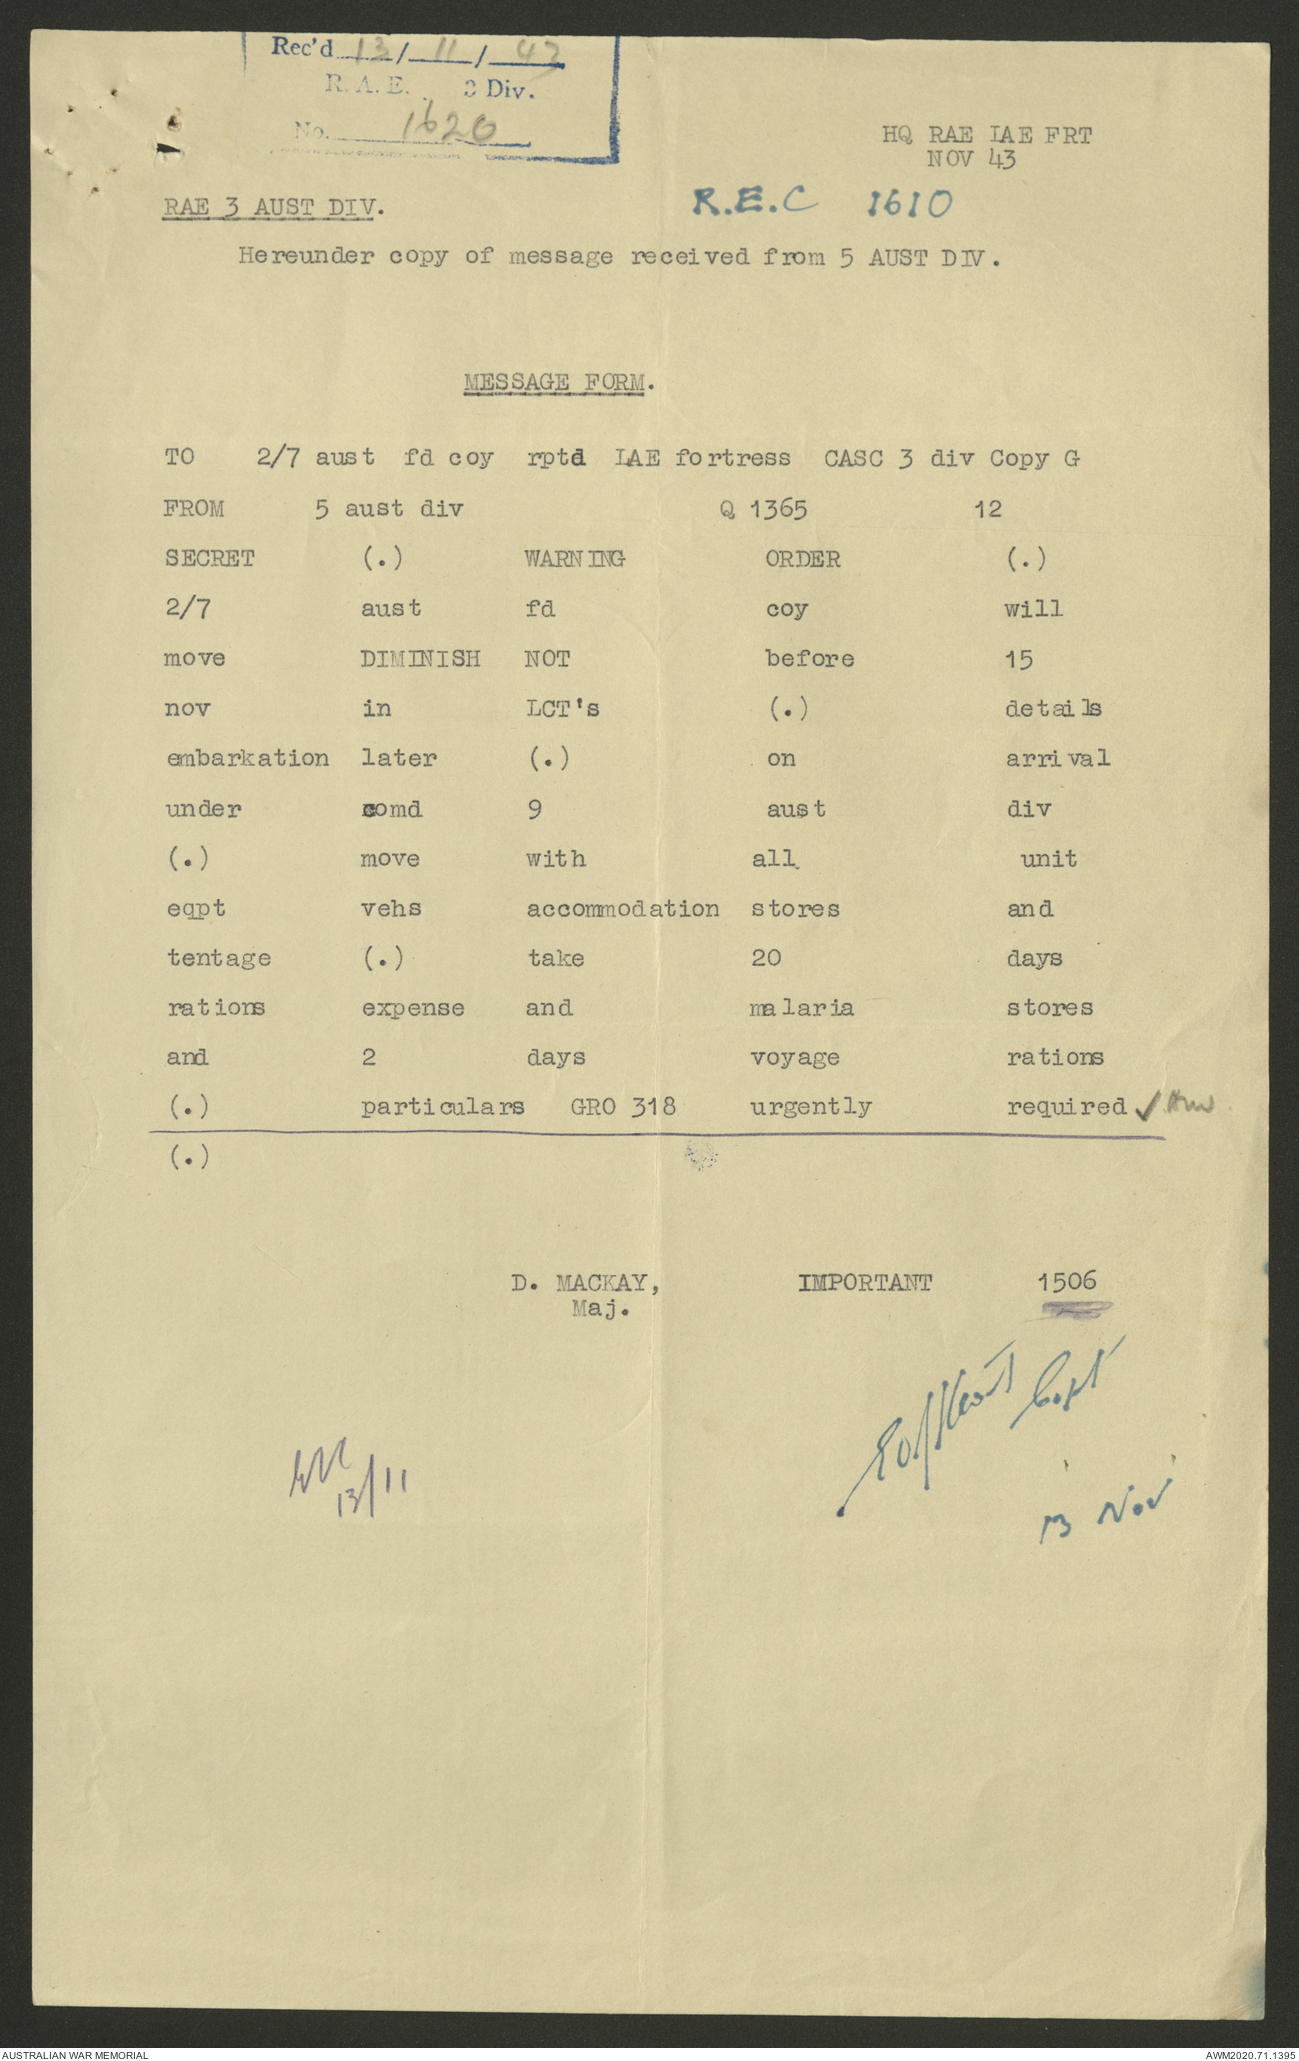 Rec'd 13/11/43
R.A.E. 3 Div.
No. 1620
HQ RAE LAE FRT
NOV 43
R.E.C 1610
RAE 3 AUST DIV.
Hereunder copy of message received from 5 AUST DIV.
MESSAGE FORM.
TO 2/7 aust fd coy rptd LAE fortress CASC 3 div Copy G
FROM 5 aust div Q 1365 12
SECRET (.) WARNING ORDER (.)
2/7 aust fd coy will
move DIMINISH NOT before 15
nov in LCT's (.) details
embarkation later (.) on arrival
under comd 9 aust div
(.) move with all unit
eqpt vehs accommodation stores and
tentage (.) take 20 days
rations expense and malaria stores
and 2 days voyage rations
(.) particulars GRO 318 urgently required ✓
(.)
D. MACKAY, IMPORTANT 1506
Maj.
Capt
13/11
13 Nov
AUSTRALIAN WAR MEMORIAL AWM2020.71.1395